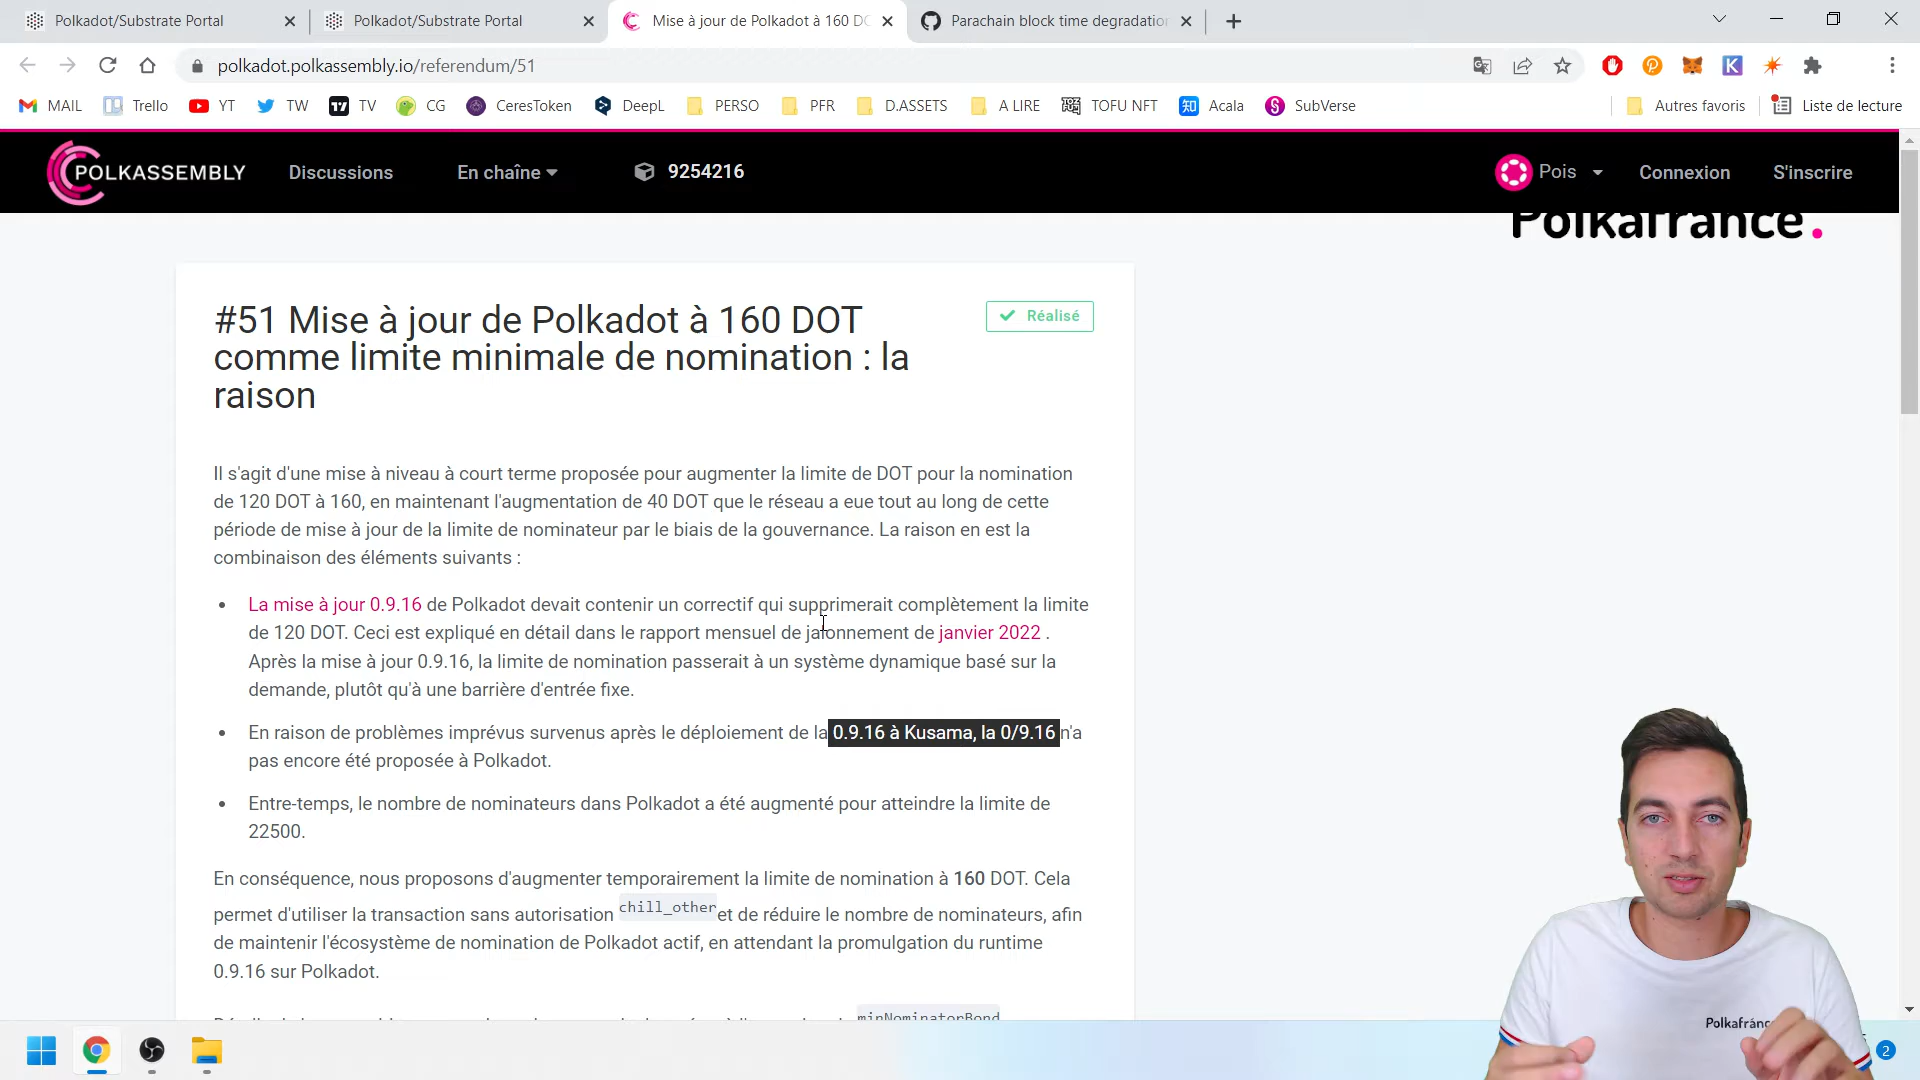 Polkadot/Substrate Portal
Polkadot/Substrate Portal
Mise à jour de Polkadot à 160 DO
Parachain block time degradation
polkadot.polkassembly.io/referendum/51
MAIL
Trello
YT
TW
TV
CG
CeresToken
DeepL
PERSO
PFR
D.ASSETS
A LIRE
TOFU NFT
Acala
SubVerse
Autres favoris
Liste de lecture
POLKASSEMBLY
Discussions
En chaîne
9254216
Pois
Connexion
S'inscrire
Polkafrance.
#51 Mise à jour de Polkadot à 160 DOT
comme limite minimale de nomination : la
raison
Réalisé
Il s'agit d'une mise à niveau à court terme proposée pour augmenter la limite de DOT pour la nomination
de 120 DOT à 160, en maintenant l'augmentation de 40 DOT que le réseau a eue tout au long de cette
période de mise à jour de la limite de nominateur par le biais de la gouvernance. La raison en est la
combinaison des éléments suivants :
La mise à jour 0.9.16 de Polkadot devait contenir un correctif qui supprimerait complètement la limite
de 120 DOT. Ceci est expliqué en détail dans le rapport mensuel de jalonnement de janvier 2022 .
Après la mise à jour 0.9.16, la limite de nomination passerait à un système dynamique basé sur la
demande, plutôt qu'à une barrière d'entrée fixe.
En raison de problèmes imprévus survenus après le déploiement de la 0.9.16 à Kusama, la 0/9.16 n'a
pas encore été proposée à Polkadot.
Entre-temps, le nombre de nominateurs dans Polkadot a été augmenté pour atteindre la limite de
22500.
En conséquence, nous proposons d'augmenter temporairement la limite de nomination à 160 DOT. Cela
permet d'utiliser la transaction sans autorisation chill_other et de réduire le nombre de nominateurs, afin
de maintenir l'écosystème de nomination de Polkadot actif, en attendant la promulgation du runtime
0.9.16 sur Polkadot.
minNominatorBond
Polkafranc
2